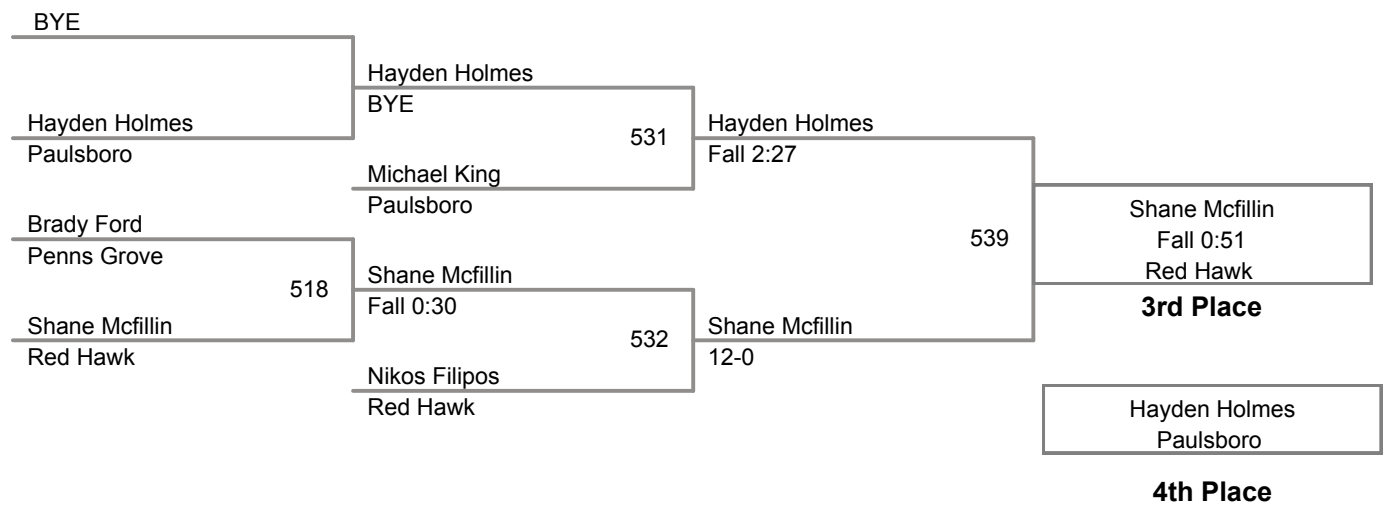 BYE
Hayden Holmes
BYE
Hayden Holmes
Paulsboro
531
Hayden Holmes
Fall 2:27
Michael King
Paulsboro
Brady Ford
Penns Grove
518
Shane Mcfillin
Fall 0:30
Shane Mcfillin
Red Hawk
532
Shane Mcfillin
12-0
Nikos Filipos
Red Hawk
539
Shane Mcfillin
Fall 0:51
Red Hawk
3rd Place
Hayden Holmes
Paulsboro
4th Place